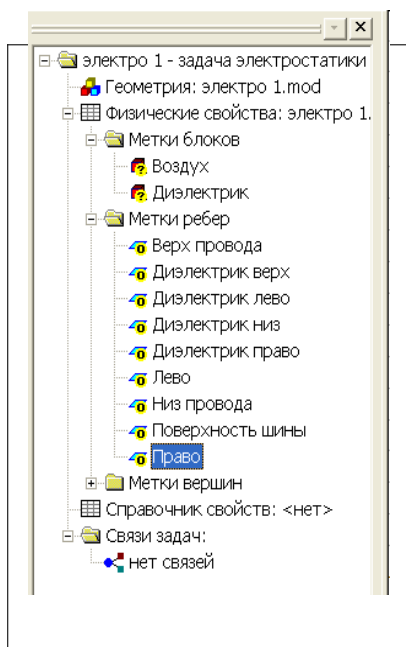 электро 1 - задача электростатики
Геометрия: электро 1.mod
Физические свойства: электро 1.
Метки блоков
Воздух
Диэлектрик
Метки ребер
Верх провода
Диэлектрик верх
Диэлектрик лево
Диэлектрик низ
Диэлектрик право
Лево
Низ провода
Поверхность шины
Право
Метки вершин
Справочник свойств: <нет>
Связи задач:
нет связей